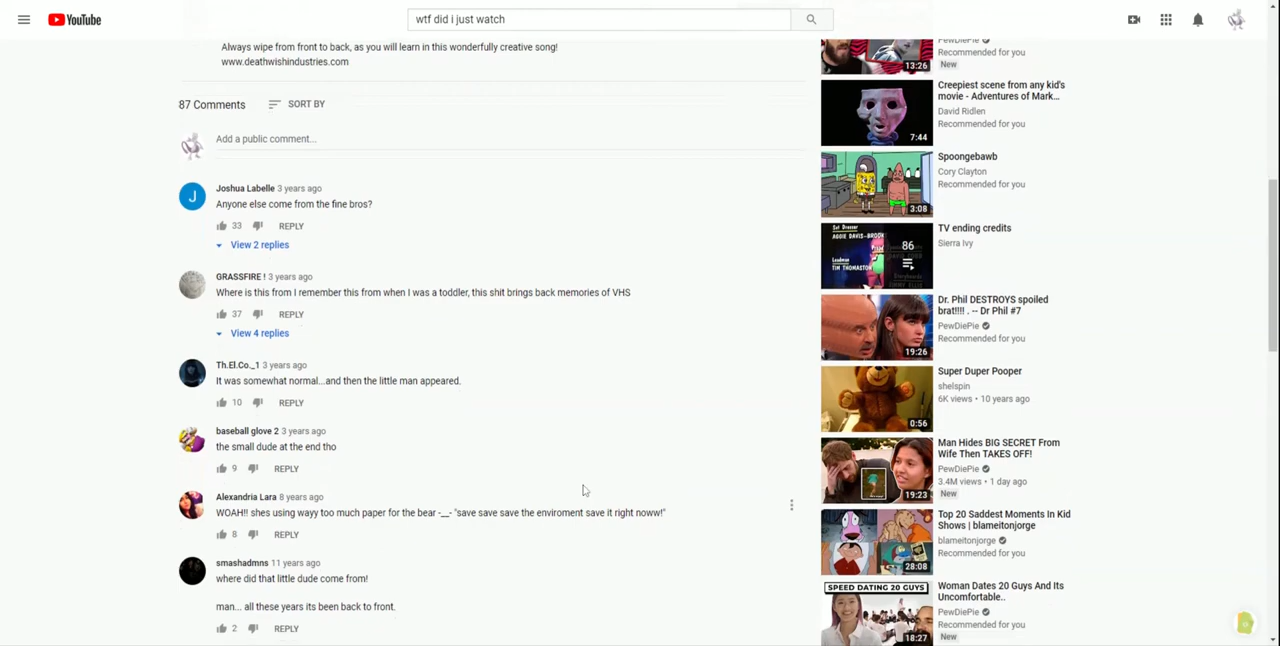 YouTube
wtf did i just watch
Always wipe from front to back, as you will learn in this wonderfully creative song!
www.deathwishindustries.com
87 Comments
SORT BY
Add a public comment...
Joshua Labelle 3 years ago
Anyone else come from the fine bros?
33 REPLY
View 2 replies
GRASSFIRE ! 3 years ago
Where is this from I remember this from when I was a toddler, this shit brings back memories of VHS
37 REPLY
View 4 replies
Th.El.Co._1 3 years ago
It was somewhat normal...and then the little man appeared.
10 REPLY
baseball glove 2 3 years ago
the small dude at the end tho
9 REPLY
Alexandria Lara 8 years ago
WOAH!! shes using wayy too much paper for the bear -__- "save save save the enviroment save it right noww!"
8 REPLY
smashadmns 11 years ago
where did that little dude come from!
man... all these years its been back to front.
2 REPLY
PewDiePie
Recommended for you
New
13:26
Creepiest scene from any kid's
movie - Adventures of Mark...
David Ridlen
Recommended for you
7:44
Spoongebawb
Cory Clayton
Recommended for you
3:08
TV ending credits
Sierra Ivy
Set Dresser
AGGIE DAVIS-BROOK
Leadman
TIM THOMASTON
86
Dr. Phil DESTROYS spoiled
brat!!!! . -- Dr Phil #7
PewDiePie
Recommended for you
19:26
Super Duper Pooper
shelspin
6K views • 10 years ago
0:56
Man Hides BIG SECRET From
Wife Then TAKES OFF!
PewDiePie
3.4M views • 1 day ago
New
19:23
Top 20 Saddest Moments In Kid
Shows | blameitonjorge
blameitonjorge
Recommended for you
28:08
SPEED DATING 20 GUYS
Woman Dates 20 Guys And Its
Uncomfortable..
PewDiePie
Recommended for you
New
18:27